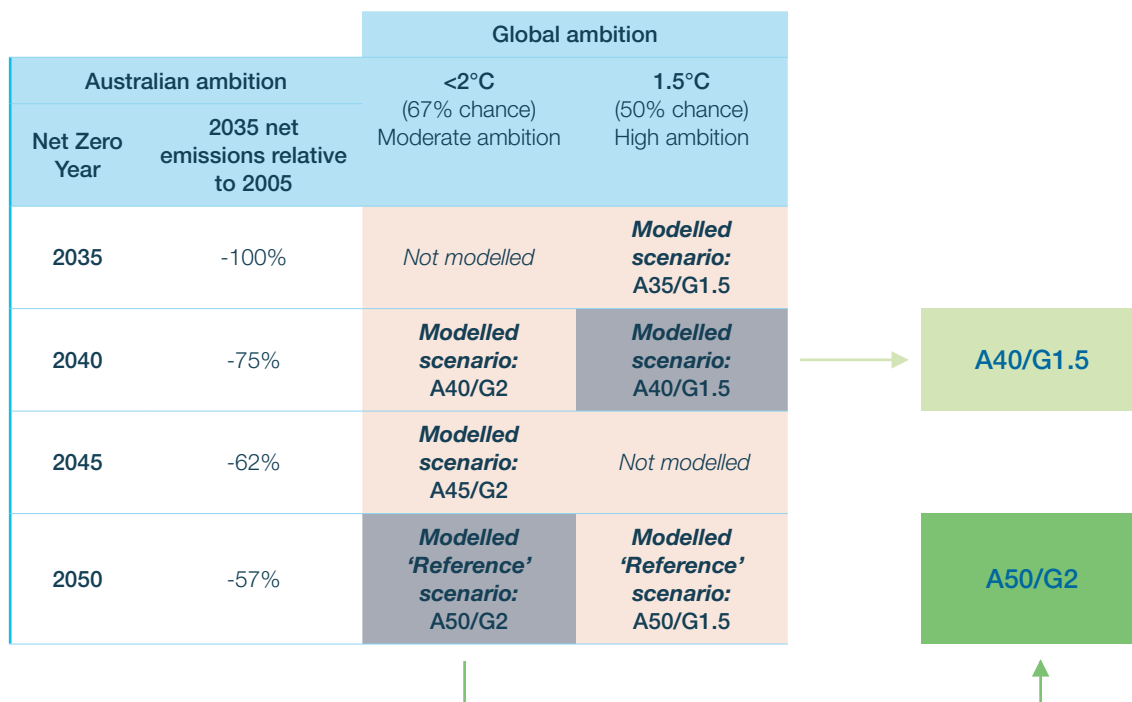 Global ambition
Australian ambition
<2°C
(67% chance)
Moderate ambition
1.5°C
(50% chance)
High ambition
Net Zero
Year
2035 net
emissions relative
to 2005
2035
-100%
Not modelled
Modelled
scenario:
A35/G1.5
2040
-75%
Modelled
scenario:
A40/G2
Modelled
scenario:
A40/G1.5
A40/G1.5
2045
-62%
Modelled
scenario:
A45/G2
Not modelled
2050
-57%
Modelled
‘Reference’
scenario:
A50/G2
Modelled
‘Reference’
scenario:
A50/G1.5
A50/G2